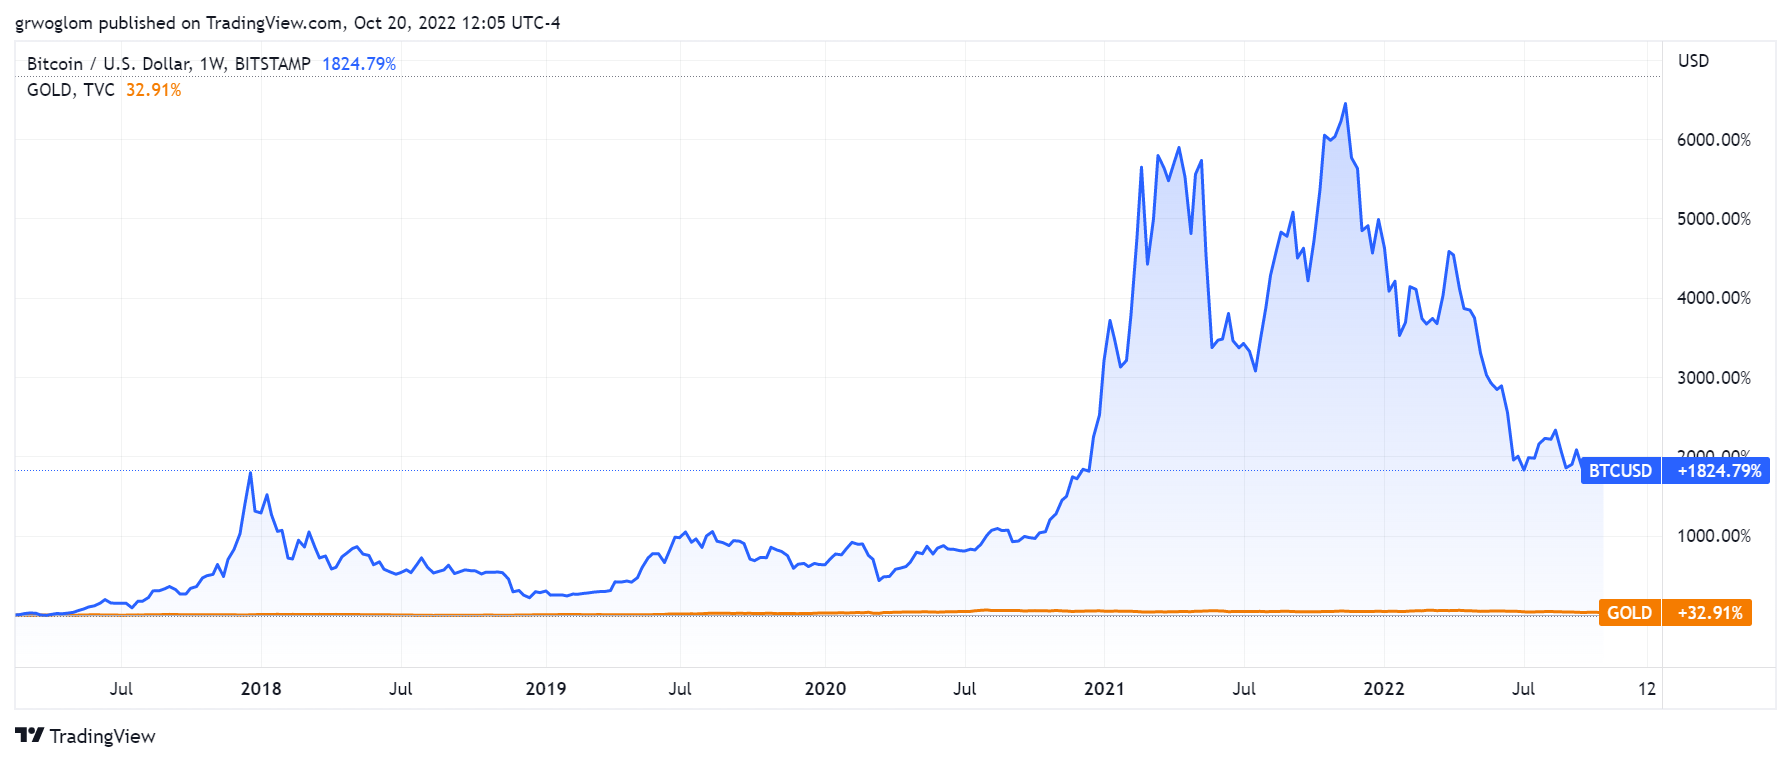 grwoglom published on TradingView.com, Oct 20, 2022 12:05 UTC-4
Bitcoin / U.S. Dollar, 1W, BITSTAMP 1824.79%
GOLD, TVC 32.91%
USD
6000.00%
5000.00%
4000.00%
3000.00%
2000.00%
BTCUSD +1824.79%
1000.00%
GOLD +32.91%
Jul 2018 Jul 2019 Jul 2020 Jul 2021 Jul 2022 Jul 12
TradingView